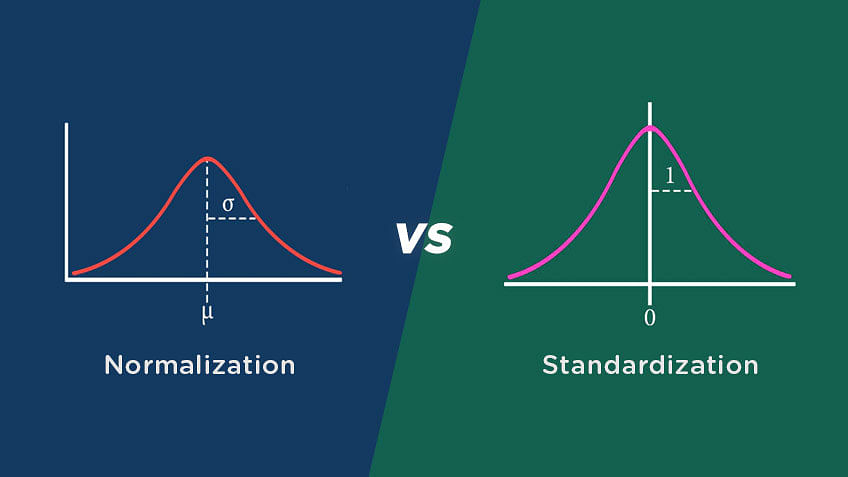 σ
μ
Normalization
VS
1
0
Standardization